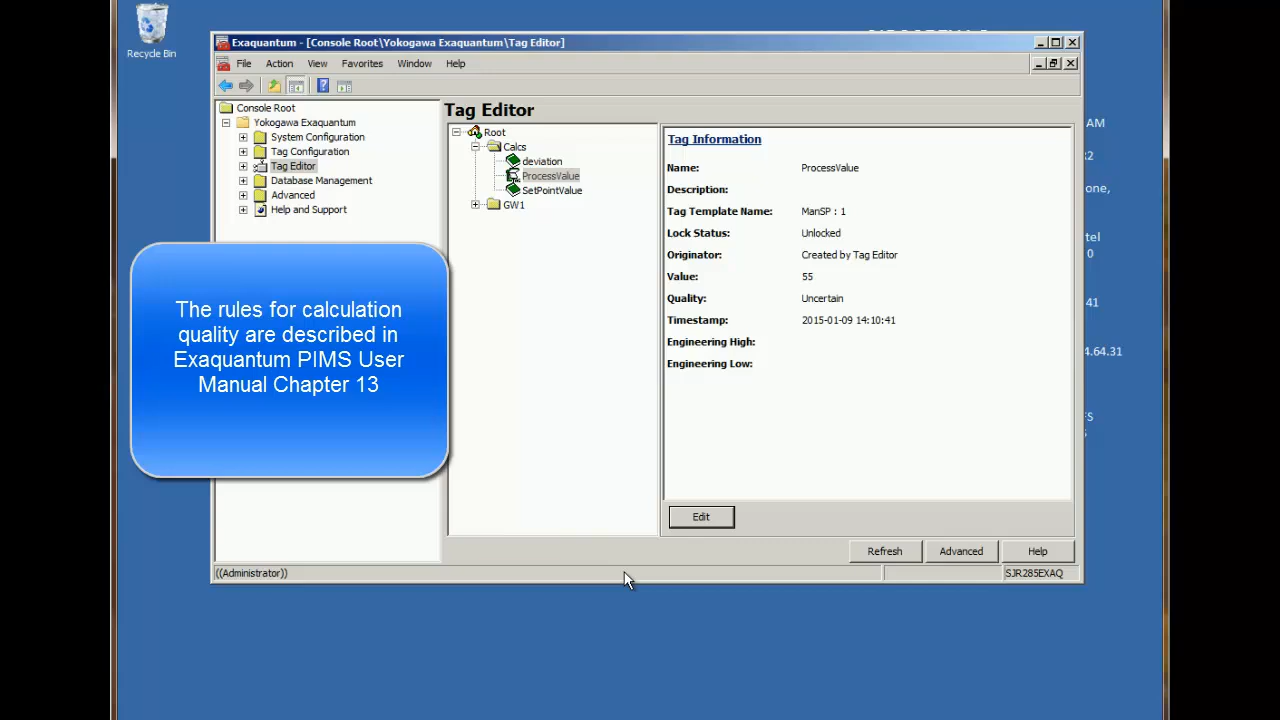 Recycle Bin
Exaquantum - [Console Root\Yokogawa Exaquantum\Tag Editor]
File Action View Favorites Window Help
Console Root
Yokogawa Exaquantum
System Configuration
Tag Configuration
Tag Editor
Database Management
Advanced
Help and Support
Tag Editor
Root
Calcs
deviation
ProcessValue
SetPointValue
GW1
Tag Information
Name: ProcessValue
Description:
Tag Template Name: ManSP : 1
Lock Status: Unlocked
Originator: Created by Tag Editor
Value: 55
Quality: Uncertain
Timestamp: 2015-01-09 14:10:41
Engineering High:
Engineering Low:
Edit
Refresh Advanced Help
((Administrator)) SJR285EXAQ
The rules for calculation
quality are described in
Exaquantum PIMS User
Manual Chapter 13
AM
2
one,
tel
0
41
4.64.31
FS